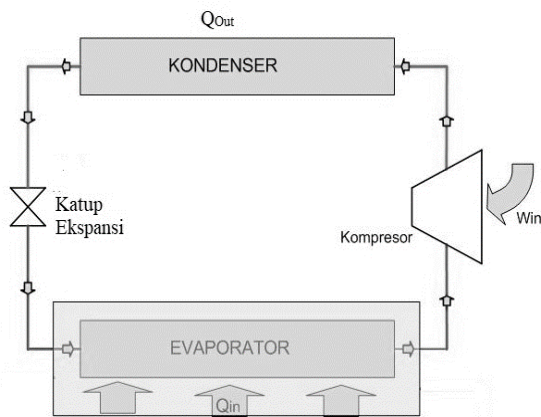 QOut
KONDENSER
Katup
Ekspansi
Kompresor
Win
EVAPORATOR
Qin